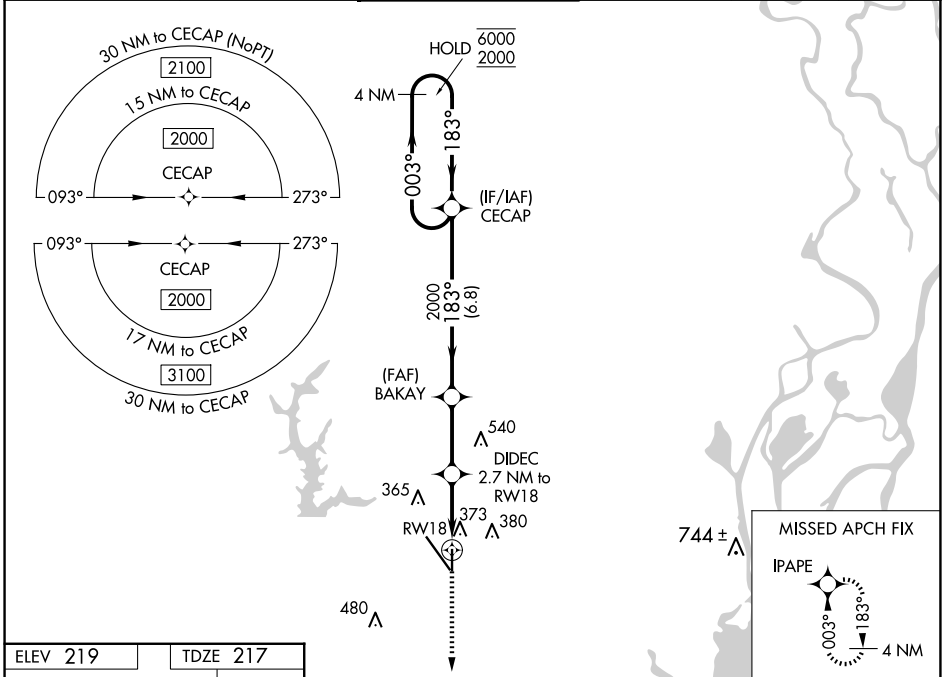 30 NM to CECAP (NoPT)
2100
15 NM to CECAP
2000
CECAP
093°
273°
093°
273°
CECAP
2000
17 NM to CECAP
3100
30 NM to CECAP
HOLD
6000
2000
4 NM
183°
003°
(IF/IAF)
CECAP
2000
183°
(6.8)
(FAF)
BAKAY
540
DIDEC
2.7 NM to
RW18
365
373
380
RW18
744 ±
480
MISSED APCH FIX
IPAPE
003°
183°
4 NM
ELEV 219
TDZE 217